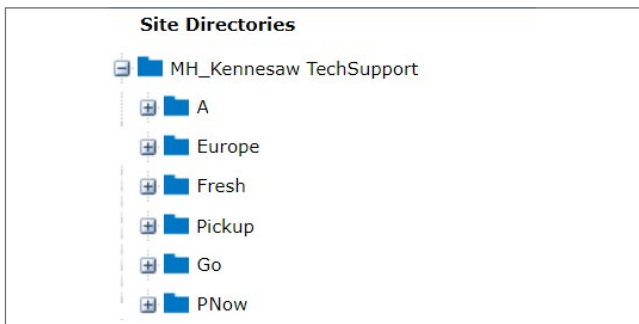 Site Directories
MH_Kennesaw TechSupport
A
Europe
Fresh
Pickup
Go
PNow